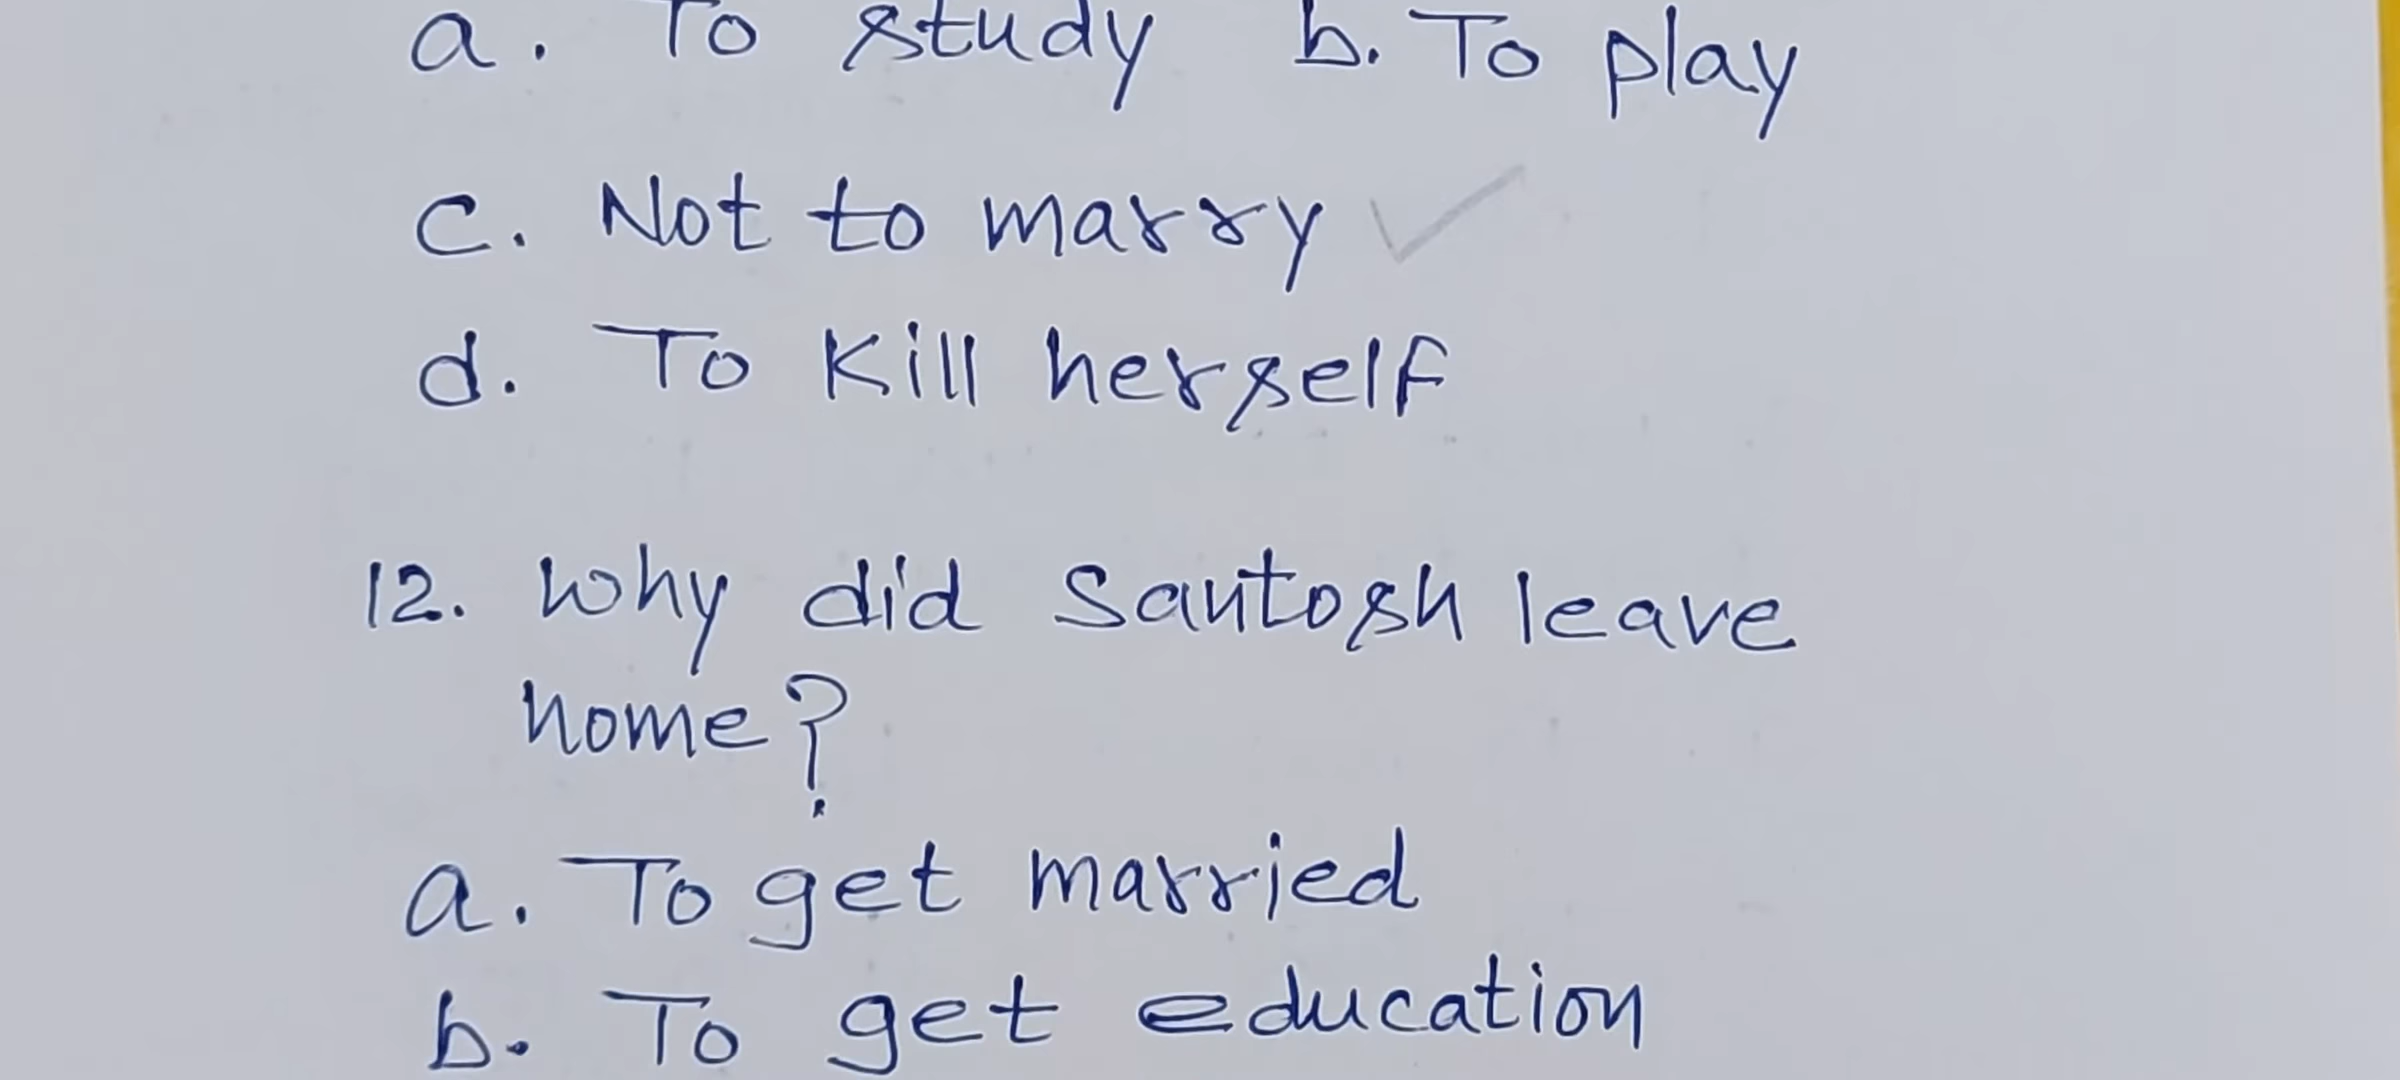 a. To study b. To play
c. Not to marry ✓
d. To Kill herself
12. Why did Santosh leave
home?
a. To get married
b. To get education